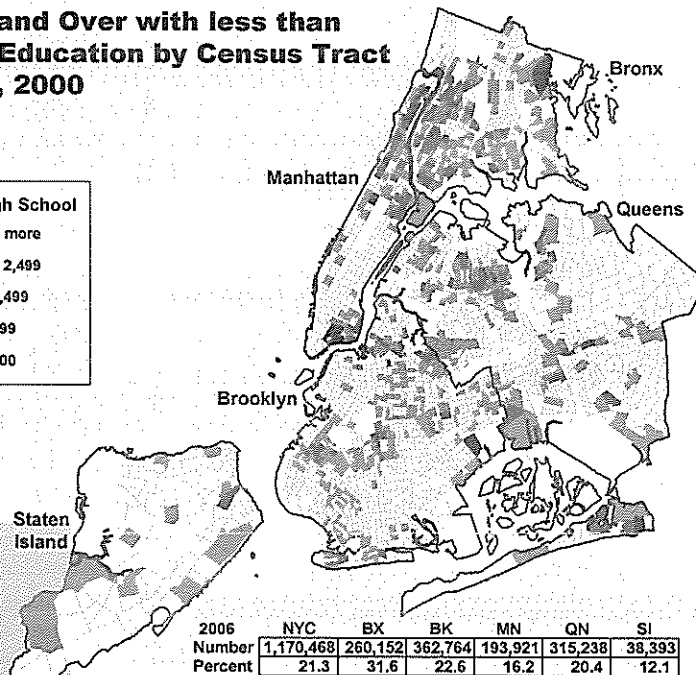 and Over with less than
Education by Census Tract
, 2000
gh School
more
2,499
,499
99
00
Bronx
Manhattan
Queens
Brooklyn
Staten
Island
2006 NYC BX BK MN QN SI
Number 1,170,468 260,152 362,764 193,921 315,238 38,393
Percent 21.3 31.6 22.6 16.2 20.4 12.1